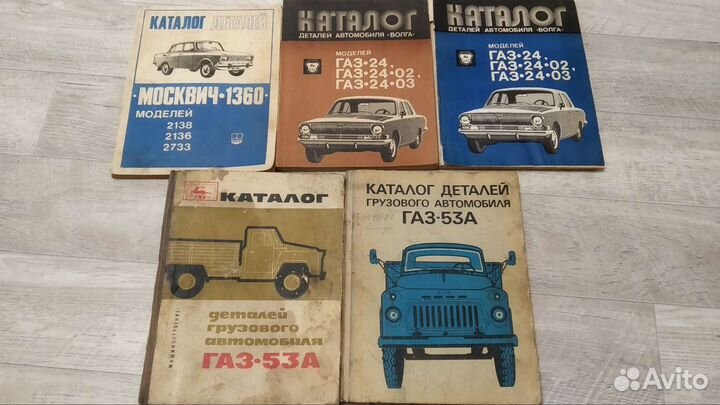 КАТАЛОГ ДЕТАЛЕЙ
МОСКВИЧ•1360
МОДЕЛЕЙ
2138
2136
2733
КАТАЛОГ
ДЕТАЛЕЙ АВТОМОБИЛЯ «ВОЛГА»
МОДЕЛЕЙ
ГАЗ•24,
ГАЗ•24•02,
ГАЗ•24•03
КАТАЛОГ
ДЕТАЛЕЙ АВТОМОБИЛЯ «ВОЛГА»
МОДЕЛЕЙ
ГАЗ•24,
ГАЗ•24•02,
ГАЗ•24•03
КАТАЛОГ
деталей
грузового
автомобиля
ГАЗ•53А
МАШИНОСТРОЕНИЕ
КАТАЛОГ ДЕТАЛЕЙ
ГРУЗОВОГО АВТОМОБИЛЯ
ГАЗ-53А
Avito